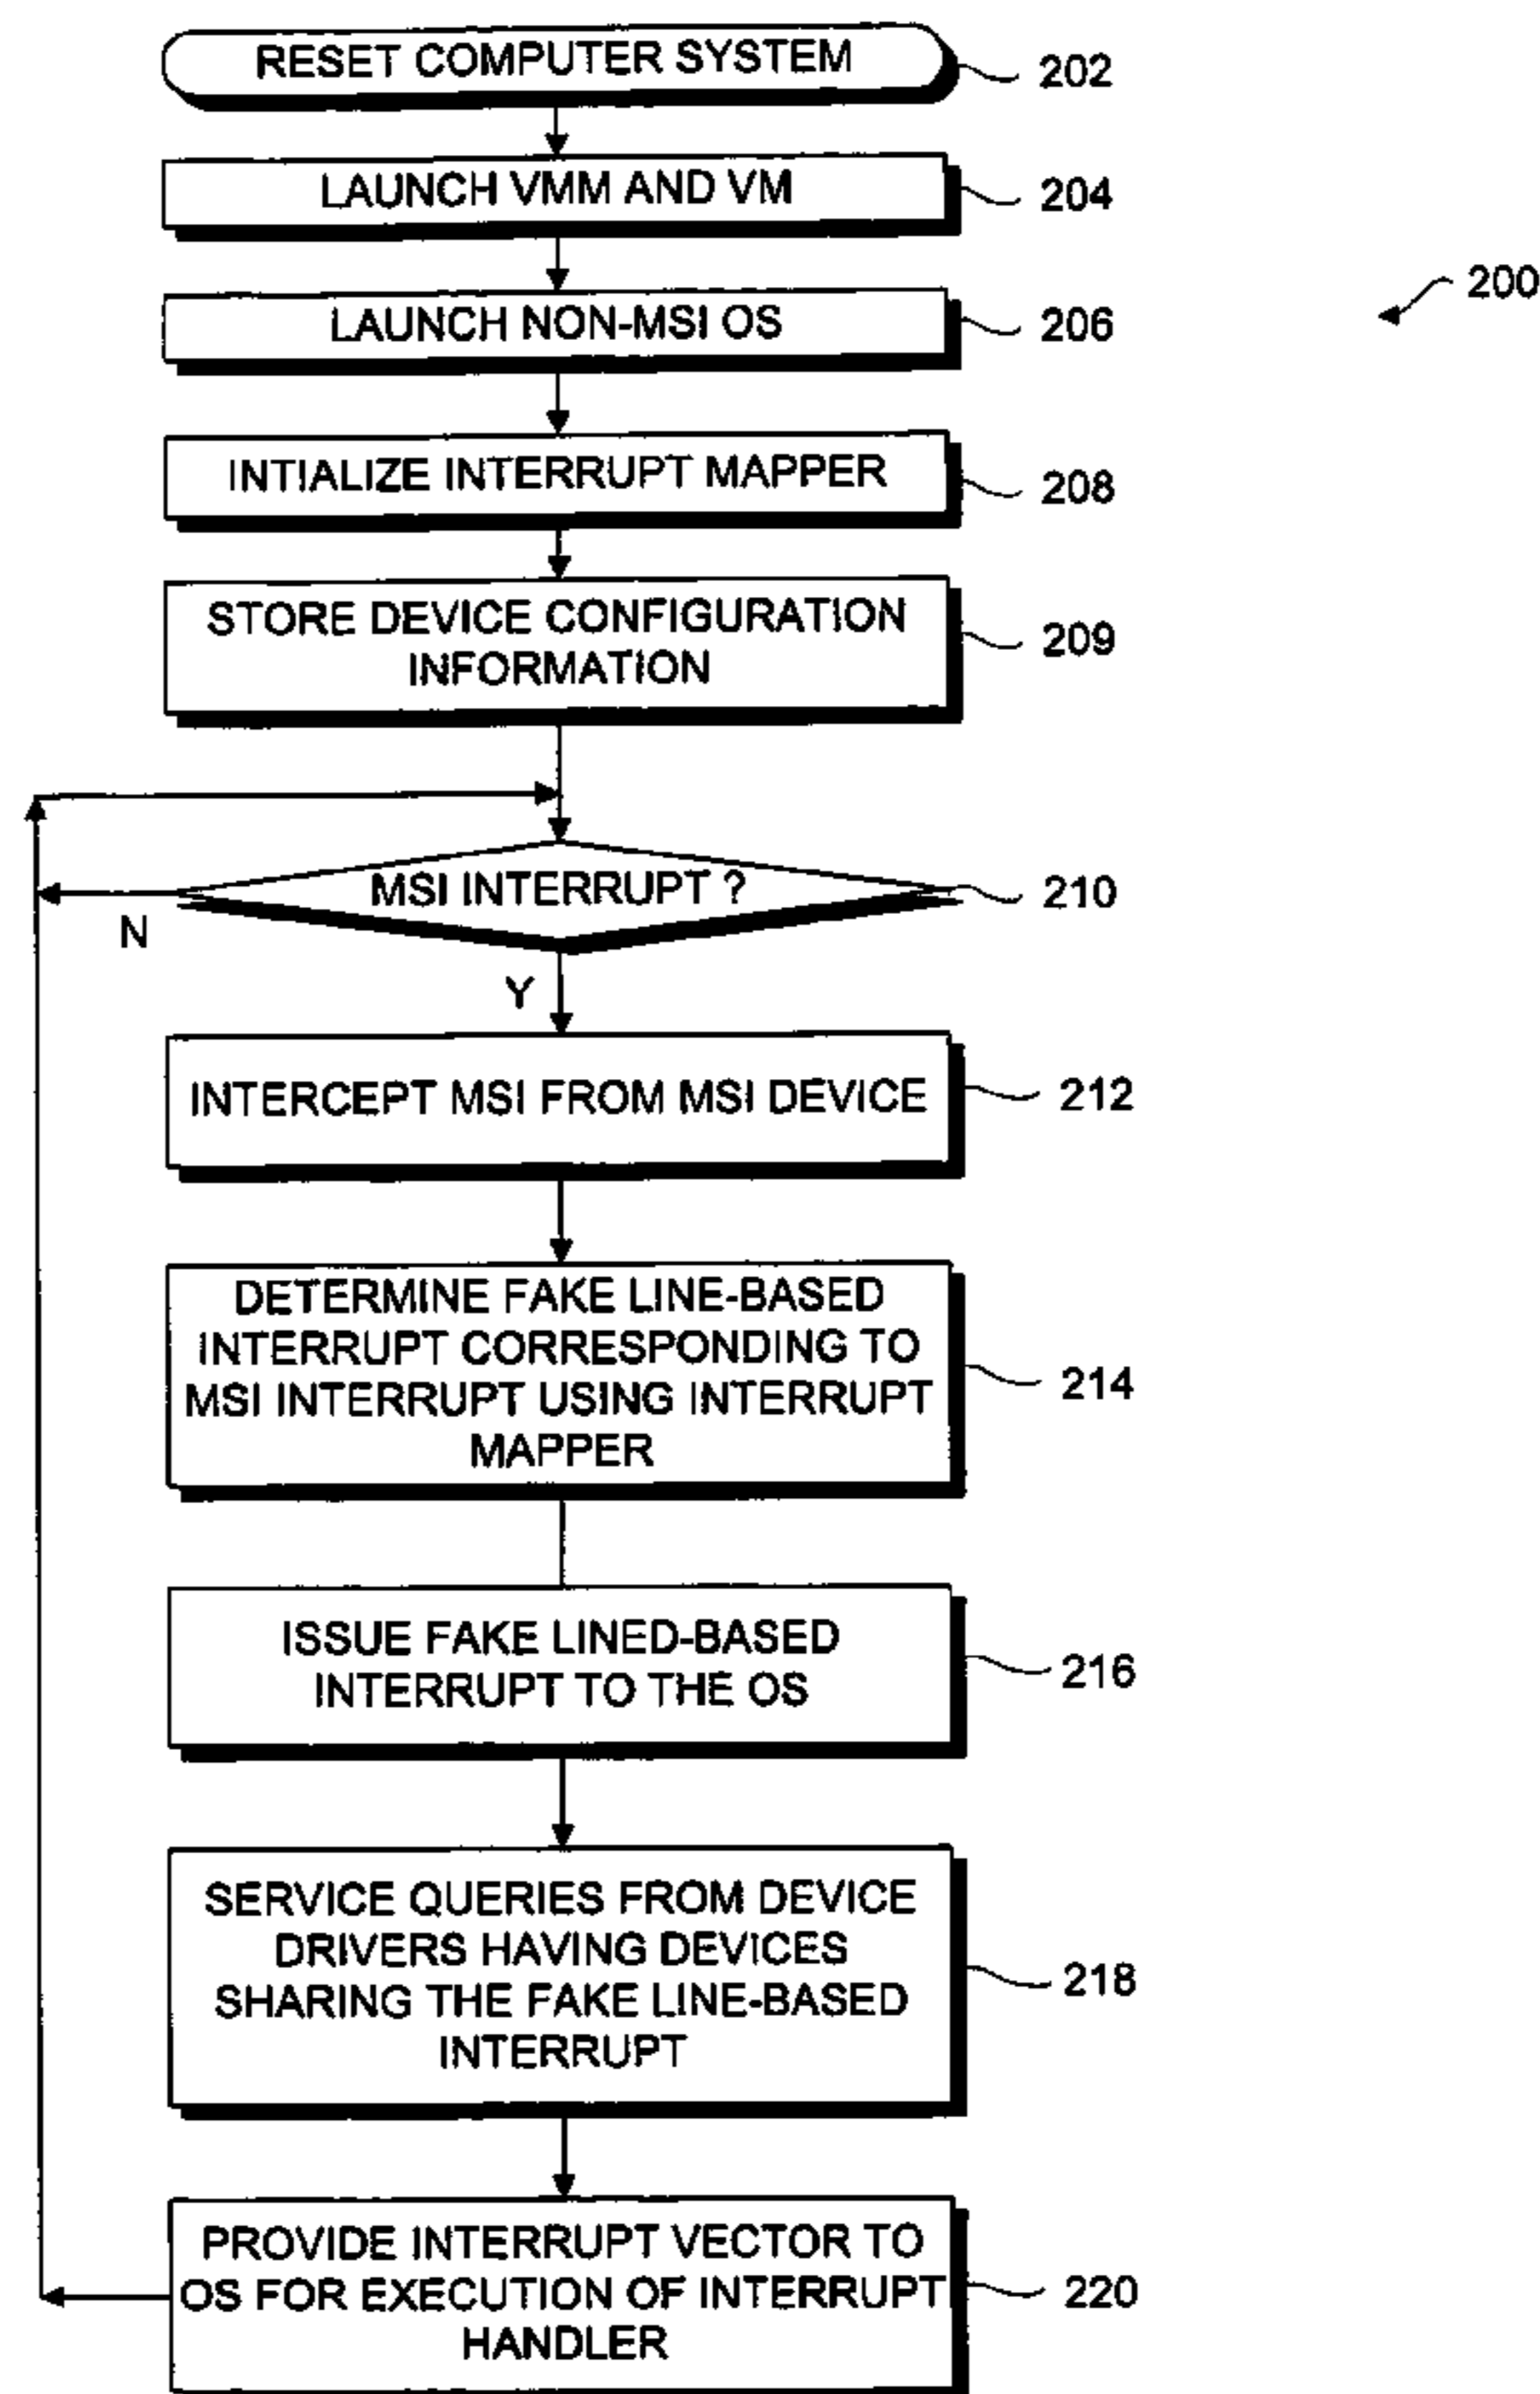 RESET COMPUTER SYSTEM
202
LAUNCH VMM AND VM
204
200
LAUNCH NON-MSI OS
206
INTIALIZE INTERRUPT MAPPER
208
STORE DEVICE CONFIGURATION
INFORMATION
209
MSI INTERRUPT ?
210
N
Y
INTERCEPT MSI FROM MSI DEVICE
212
DETERMINE FAKE LINE-BASED
INTERRUPT CORRESPONDING TO
MSI INTERRUPT USING INTERRUPT
MAPPER
214
ISSUE FAKE LINED-BASED
INTERRUPT TO THE OS
216
SERVICE QUERIES FROM DEVICE
DRIVERS HAVING DEVICES
SHARING THE FAKE LINE-BASED
INTERRUPT
218
PROVIDE INTERRUPT VECTOR TO
OS FOR EXECUTION OF INTERRUPT
HANDLER
220